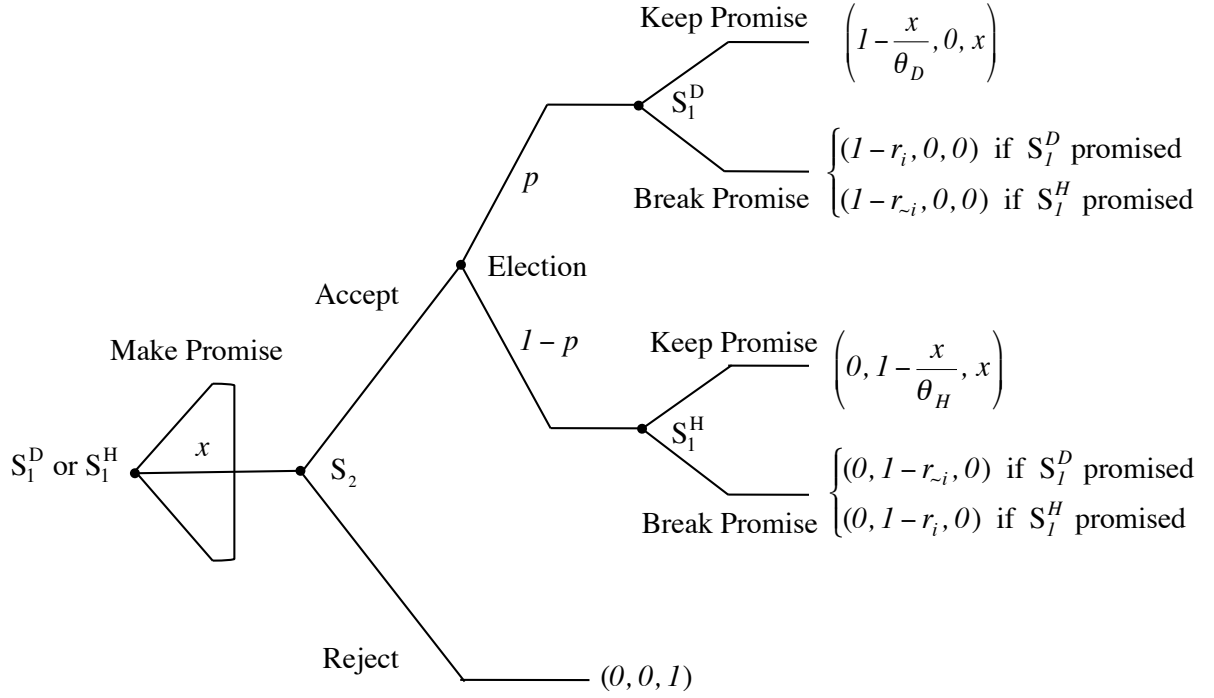 Keep Promise
(1 − x/θ_D, 0, x)
S_1^D
{(1 − r_i, 0, 0) if S_1^D promised
Break Promise
(1 − r_{~i}, 0, 0) if S_1^H promised
p
Election
Accept
1 − p
Make Promise
Keep Promise
(0, 1 − x/θ_H, x)
S_1^H
x
S_1^D or S_1^H
S_2
{(0, 1 − r_{~i}, 0) if S_1^D promised
Break Promise
(0, 1 − r_i, 0) if S_1^H promised
Reject
(0, 0, 1)